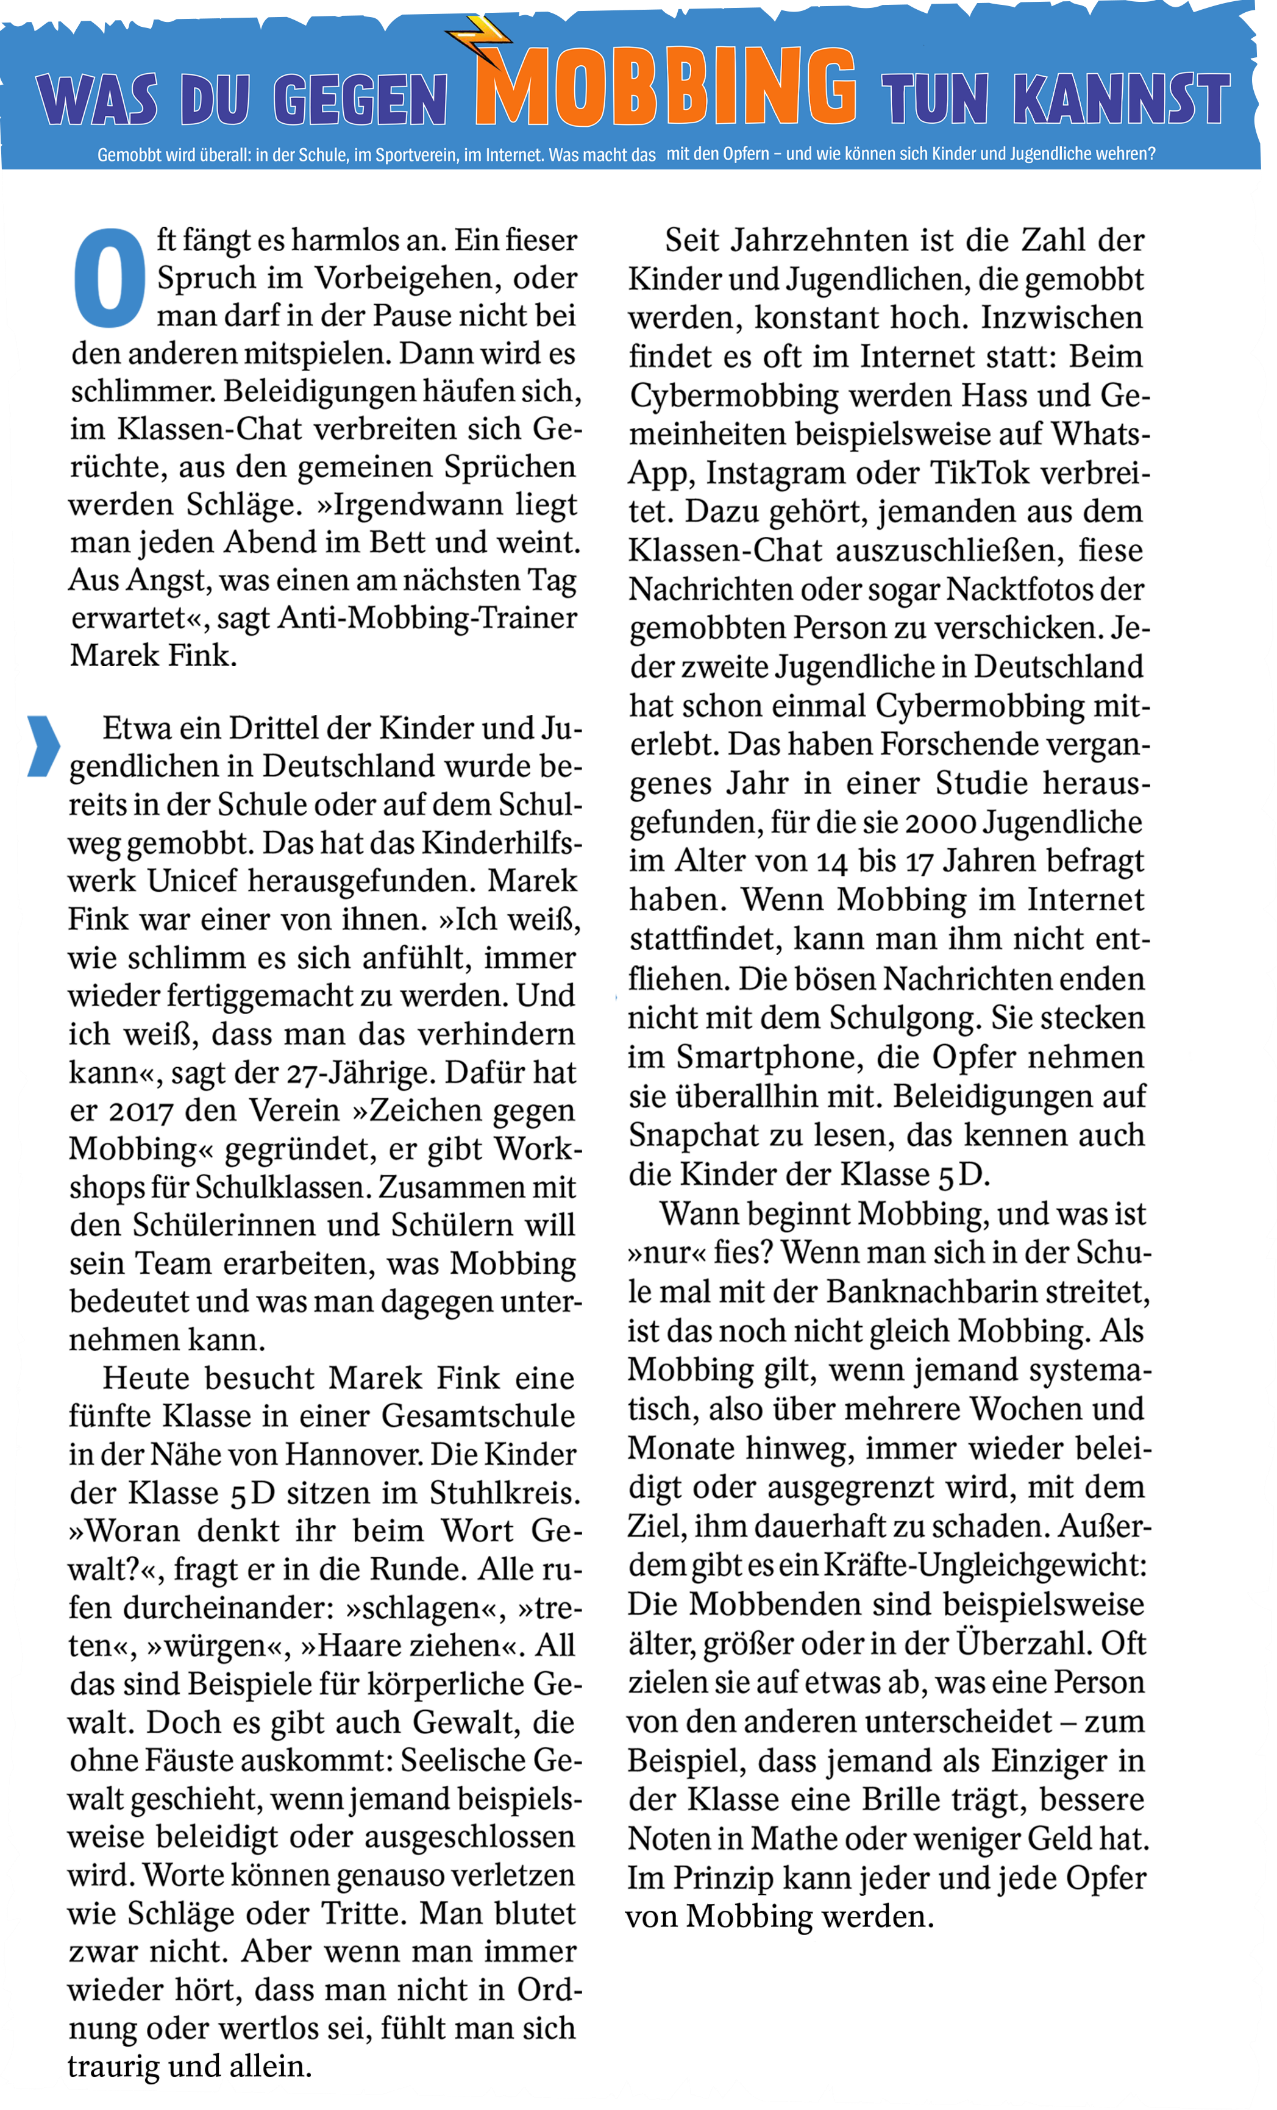 WAS DU GEGEN MOBBING TUN KANNST
Gemobbt wird überall: in der Schule, im Sportverein, im Internet. Was macht das mit den Opfern – und wie können sich Kinder und Jugendliche wehren?
Oft fängt es harmlos an. Ein fieser
Spruch im Vorbeigehen, oder
man darf in der Pause nicht bei
den anderen mitspielen. Dann wird es
schlimmer. Beleidigungen häufen sich,
im Klassen-Chat verbreiten sich Ge-
rüchte, aus den gemeinen Sprüchen
werden Schläge. »Irgendwann liegt
man jeden Abend im Bett und weint.
Aus Angst, was einen am nächsten Tag
erwartet«, sagt Anti-Mobbing-Trainer
Marek Fink.
Etwa ein Drittel der Kinder und Ju-
gendlichen in Deutschland wurde be-
reits in der Schule oder auf dem Schul-
weg gemobbt. Das hat das Kinderhilfs-
werk Unicef herausgefunden. Marek
Fink war einer von ihnen. »Ich weiß,
wie schlimm es sich anfühlt, immer
wieder fertiggemacht zu werden. Und
ich weiß, dass man das verhindern
kann«, sagt der 27-Jährige. Dafür hat
er 2017 den Verein »Zeichen gegen
Mobbing« gegründet, er gibt Work-
shops für Schulklassen. Zusammen mit
den Schülerinnen und Schülern will
sein Team erarbeiten, was Mobbing
bedeutet und was man dagegen unter-
nehmen kann.
Heute besucht Marek Fink eine
fünfte Klasse in einer Gesamtschule
in der Nähe von Hannover. Die Kinder
der Klasse 5 D sitzen im Stuhlkreis.
»Woran denkt ihr beim Wort Ge-
walt?«, fragt er in die Runde. Alle ru-
fen durcheinander: »schlagen«, »tre-
ten«, »würgen«, »Haare ziehen«. All
das sind Beispiele für körperliche Ge-
walt. Doch es gibt auch Gewalt, die
ohne Fäuste auskommt: Seelische Ge-
walt geschieht, wenn jemand beispiels-
weise beleidigt oder ausgeschlossen
wird. Worte können genauso verletzen
wie Schläge oder Tritte. Man blutet
zwar nicht. Aber wenn man immer
wieder hört, dass man nicht in Ord-
nung oder wertlos sei, fühlt man sich
traurig und allein.
Seit Jahrzehnten ist die Zahl der
Kinder und Jugendlichen, die gemobbt
werden, konstant hoch. Inzwischen
findet es oft im Internet statt: Beim
Cybermobbing werden Hass und Ge-
meinheiten beispielsweise auf Whats-
App, Instagram oder TikTok verbrei-
tet. Dazu gehört, jemanden aus dem
Klassen-Chat auszuschließen, fiese
Nachrichten oder sogar Nacktfotos der
gemobbten Person zu verschicken. Je-
der zweite Jugendliche in Deutschland
hat schon einmal Cybermobbing mit-
erlebt. Das haben Forschende vergan-
genes Jahr in einer Studie heraus-
gefunden, für die sie 2000 Jugendliche
im Alter von 14 bis 17 Jahren befragt
haben. Wenn Mobbing im Internet
stattfindet, kann man ihm nicht ent-
fliehen. Die bösen Nachrichten enden
nicht mit dem Schulgong. Sie stecken
im Smartphone, die Opfer nehmen
sie überallhin mit. Beleidigungen auf
Snapchat zu lesen, das kennen auch
die Kinder der Klasse 5 D.
Wann beginnt Mobbing, und was ist
»nur« fies? Wenn man sich in der Schu-
le mal mit der Banknachbarin streitet,
ist das noch nicht gleich Mobbing. Als
Mobbing gilt, wenn jemand systema-
tisch, also über mehrere Wochen und
Monate hinweg, immer wieder belei-
digt oder ausgegrenzt wird, mit dem
Ziel, ihm dauerhaft zu schaden. Außer-
dem gibt es ein Kräfte-Ungleichgewicht:
Die Mobbenden sind beispielsweise
älter, größer oder in der Überzahl. Oft
zielen sie auf etwas ab, was eine Person
von den anderen unterscheidet – zum
Beispiel, dass jemand als Einziger in
der Klasse eine Brille trägt, bessere
Noten in Mathe oder weniger Geld hat.
Im Prinzip kann jeder und jede Opfer
von Mobbing werden.